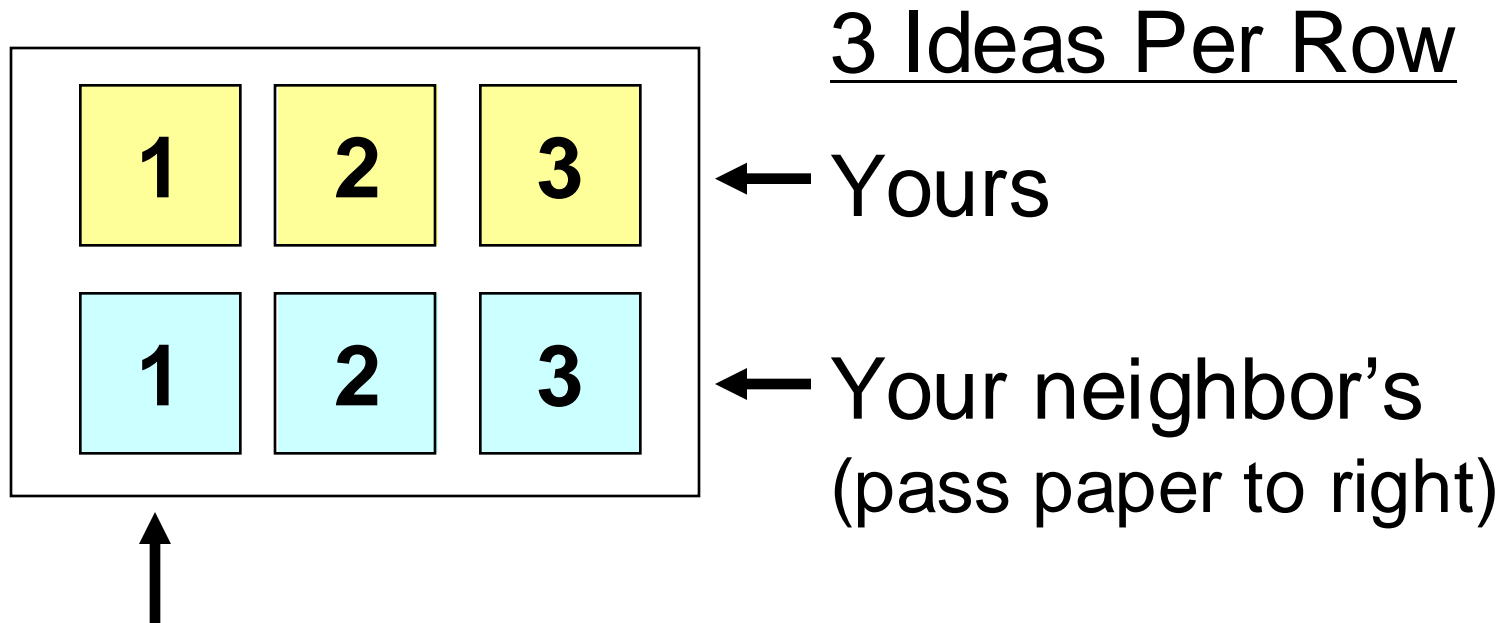 3 Ideas Per Row
1 2 3
Yours
1 2 3
Your neighbor’s
(pass paper to right)